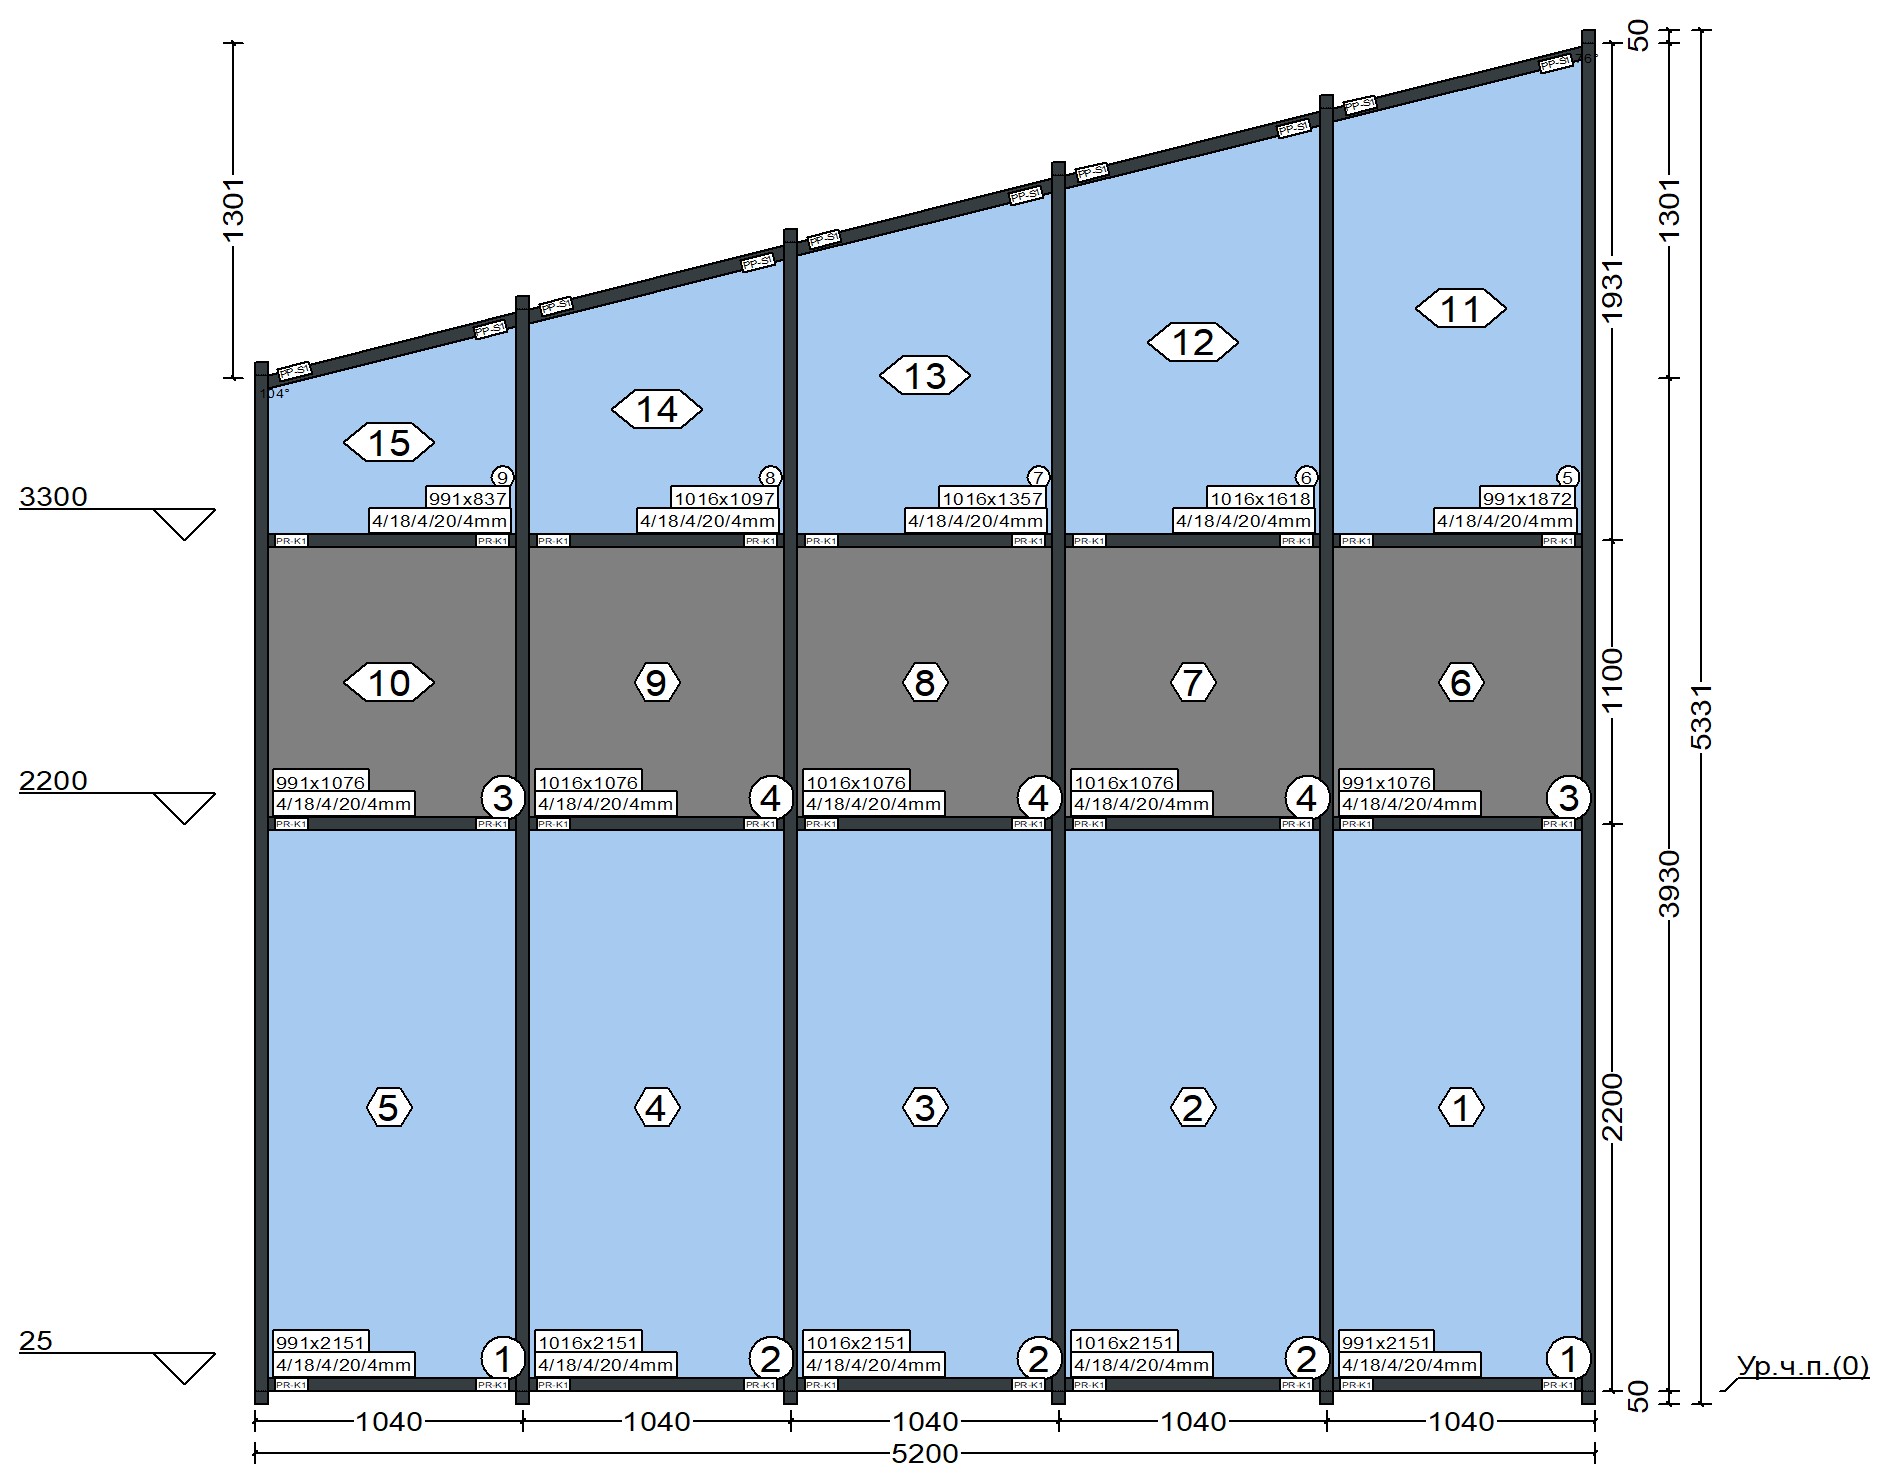 50
PP-S1
76°
PP-S1
PP-S1
PP-S1
PP-S1
1301
1301
PP-S1
PP-S1
PP-S1
1931
PP-S1
11
PP-S1
12
13
104°
14
15
9
8
7
6
5
3300
991x837
1016x1097
1016x1357
1016x1618
991x1872
4/18/4/20/4mm
4/18/4/20/4mm
4/18/4/20/4mm
4/18/4/20/4mm
4/18/4/20/4mm
PR-K1 PR-K1 PR-K1 PR-K1 PR-K1 PR-K1 PR-K1 PR-K1 PR-K1 PR-K1
10
9
8
7
6
1100
5331
2200
991x1076
1016x1076
1016x1076
1016x1076
991x1076
4/18/4/20/4mm
3
4/18/4/20/4mm
4
4/18/4/20/4mm
4
4/18/4/20/4mm
4
4/18/4/20/4mm
3
PR-K1 PR-K1 PR-K1 PR-K1 PR-K1 PR-K1 PR-K1 PR-K1 PR-K1 PR-K1
3930
5
4
3
2
1
2200
25
991x2151
1016x2151
1016x2151
1016x2151
991x2151
4/18/4/20/4mm
1
4/18/4/20/4mm
2
4/18/4/20/4mm
2
4/18/4/20/4mm
2
4/18/4/20/4mm
1
Ур.ч.п.(0)
PR-K1 PR-K1 PR-K1 PR-K1 PR-K1 PR-K1 PR-K1 PR-K1 PR-K1 PR-K1
50
1040
1040
1040
1040
1040
5200